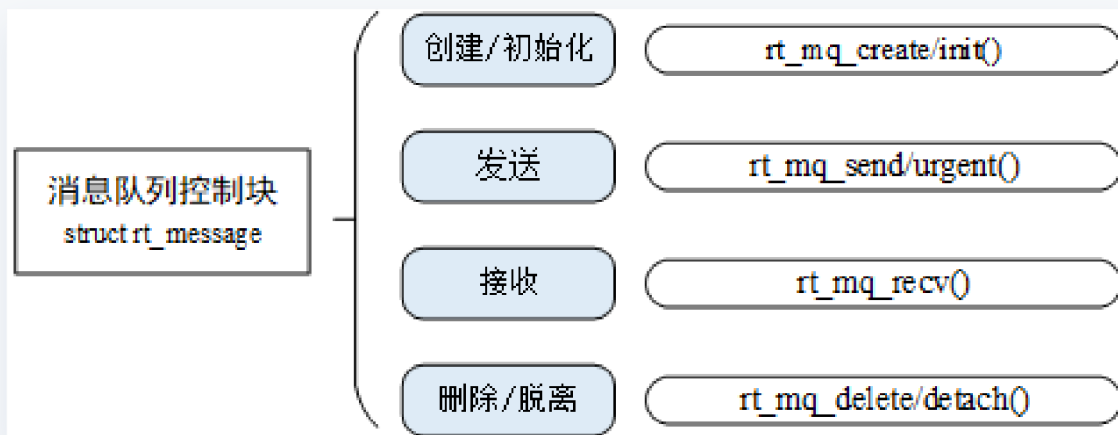 消息队列控制块
struct rt_message
创建/初始化
rt_mq_create/init()
发送
rt_mq_send/urgent()
接收
rt_mq_recv()
删除/脱离
rt_mq_delete/detach()